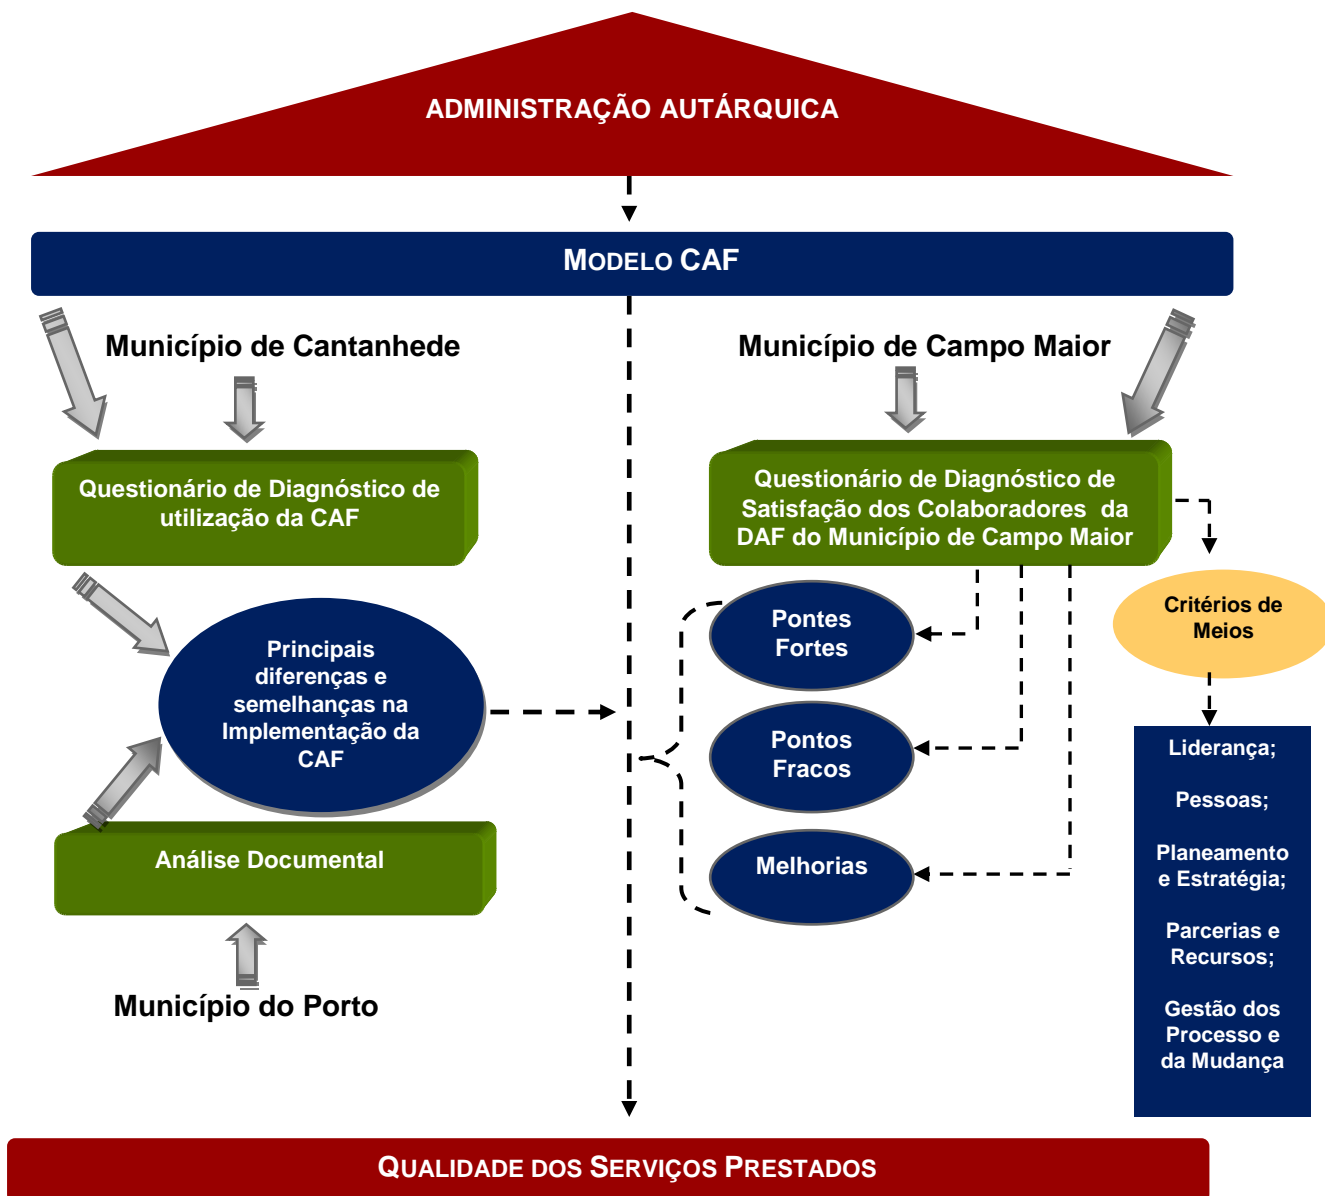 ADMINISTRAÇÃO AUTÁRQUICA
MODELO CAF
Município de Cantanhede
Questionário de Diagnóstico de
utilização da CAF
Principais
diferenças e
semelhanças na
Implementação da
CAF
Análise Documental
Município do Porto
Município de Campo Maior
Questionário de Diagnóstico de
Satisfação dos Colaboradores da
DAF do Município de Campo Maior
Pontes
Fortes
Pontos
Fracos
Melhorias
Critérios de
Meios
Liderança;
Pessoas;
Planeamento
e Estratégia;
Parcerias e
Recursos;
Gestão dos
Processo e
da Mudança
QUALIDADE DOS SERVIÇOS PRESTADOS